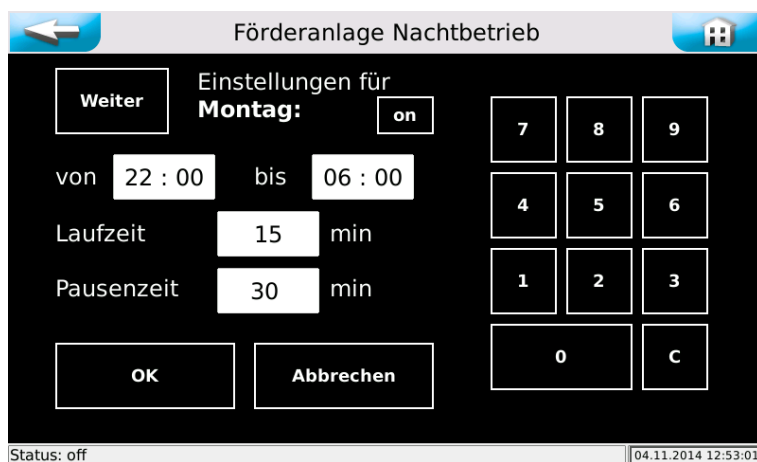 Förderanlage Nachtbetrieb
Weiter
Einstellungen für
Montag:
on
von 22 : 00 bis 06 : 00
Laufzeit 15 min
Pausenzeit 30 min
OK Abbrechen
7 8 9
4 5 6
1 2 3
0 C
Status: off
04.11.2014 12:53:01